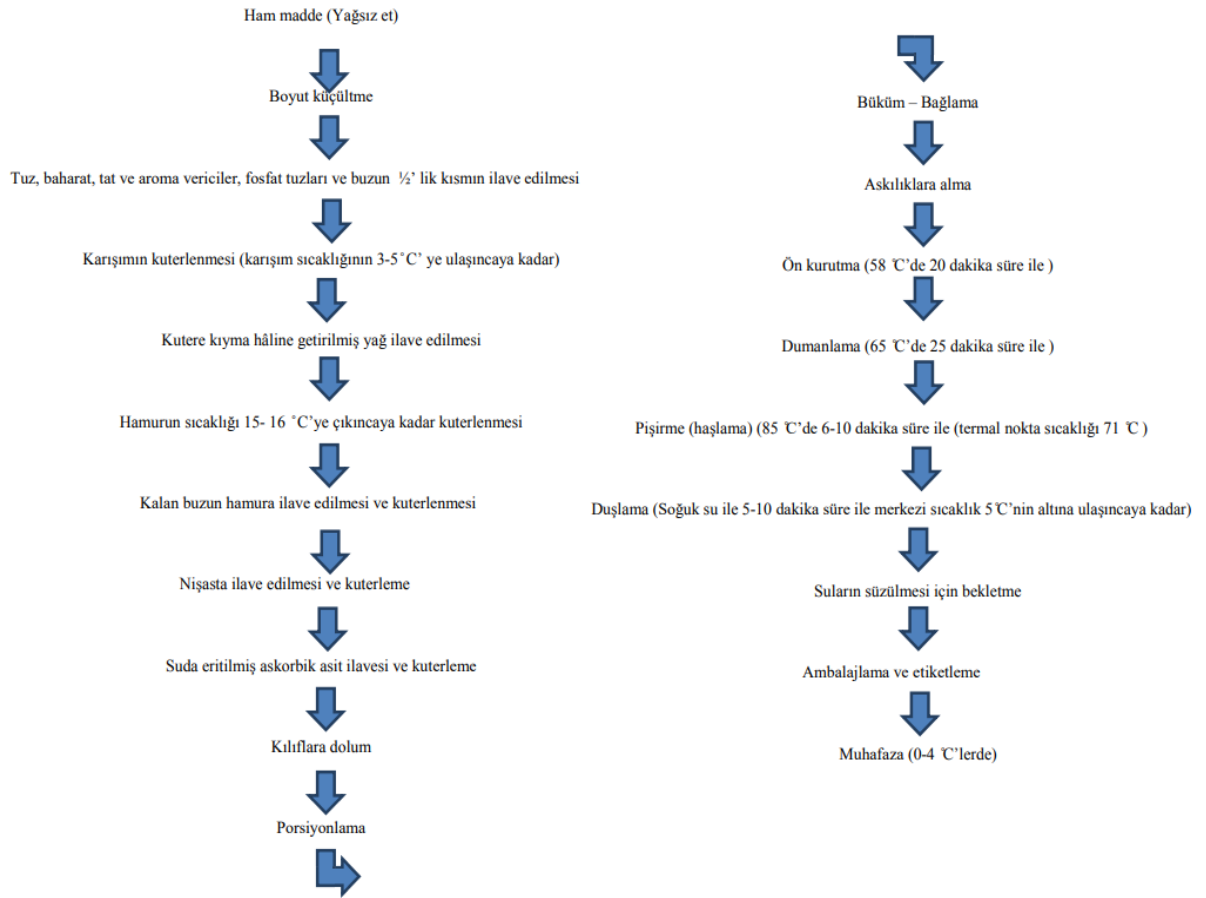 Ham madde (Yağsız et)
Boyut küçültme
Tuz, baharat, tat ve aroma vericiler, fosfat tuzları ve buzun ½’ lik kısmın ilave edilmesi
Karışımın kuterlenmesi (karışım sıcaklığının 3-5˚C’ ye ulaşıncaya kadar)
Kutere kıyma hâline getirilmiş yağ ilave edilmesi
Hamurun sıcaklığı 15- 16 ˚C’ye çıkıncaya kadar kuterlenmesi
Kalan buzun hamura ilave edilmesi ve kuterlenmesi
Nişasta ilave edilmesi ve kuterleme
Suda eritilmiş askorbik asit ilavesi ve kuterleme
Kılıflara dolum
Porsiyonlama
Büküm – Bağlama
Askılıklara alma
Ön kurutma (58 ℃’de 20 dakika süre ile )
Dumanlama (65 ℃’de 25 dakika süre ile )
Pişirme (haşlama) (85 ℃’de 6-10 dakika süre ile (termal nokta sıcaklığı 71 ℃ )
Duşlama (Soğuk su ile 5-10 dakika süre ile merkezi sıcaklık 5℃’nin altına ulaşıncaya kadar)
Suların süzülmesi için bekletme
Ambalajlama ve etiketleme
Muhafaza (0-4 ℃’lerde)